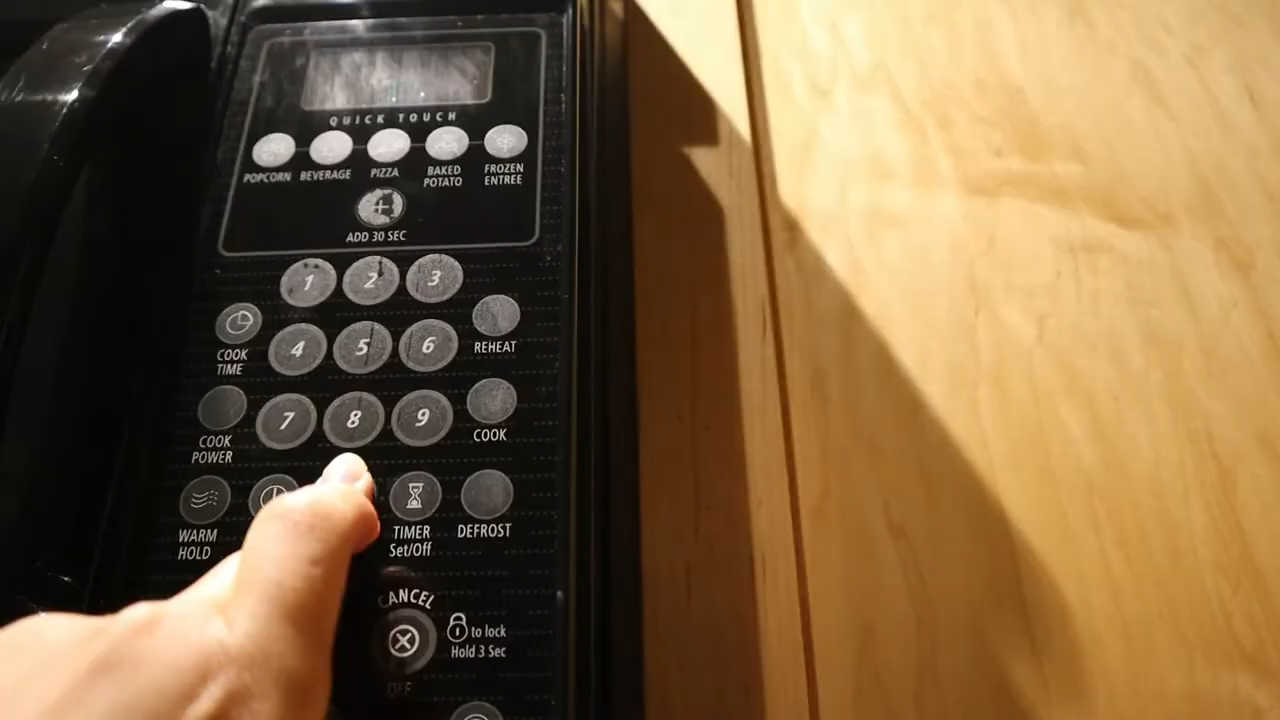 QUICK TOUCH
POPCORN BEVERAGE PIZZA BAKED POTATO FROZEN ENTREE
ADD 30 SEC
1 2 3
COOK TIME
4 5 6
REHEAT
COOK POWER
7 8 9
COOK
WARM HOLD
TIMER Set/Off
DEFROST
CANCEL
to lock
Hold 3 Sec
OFF